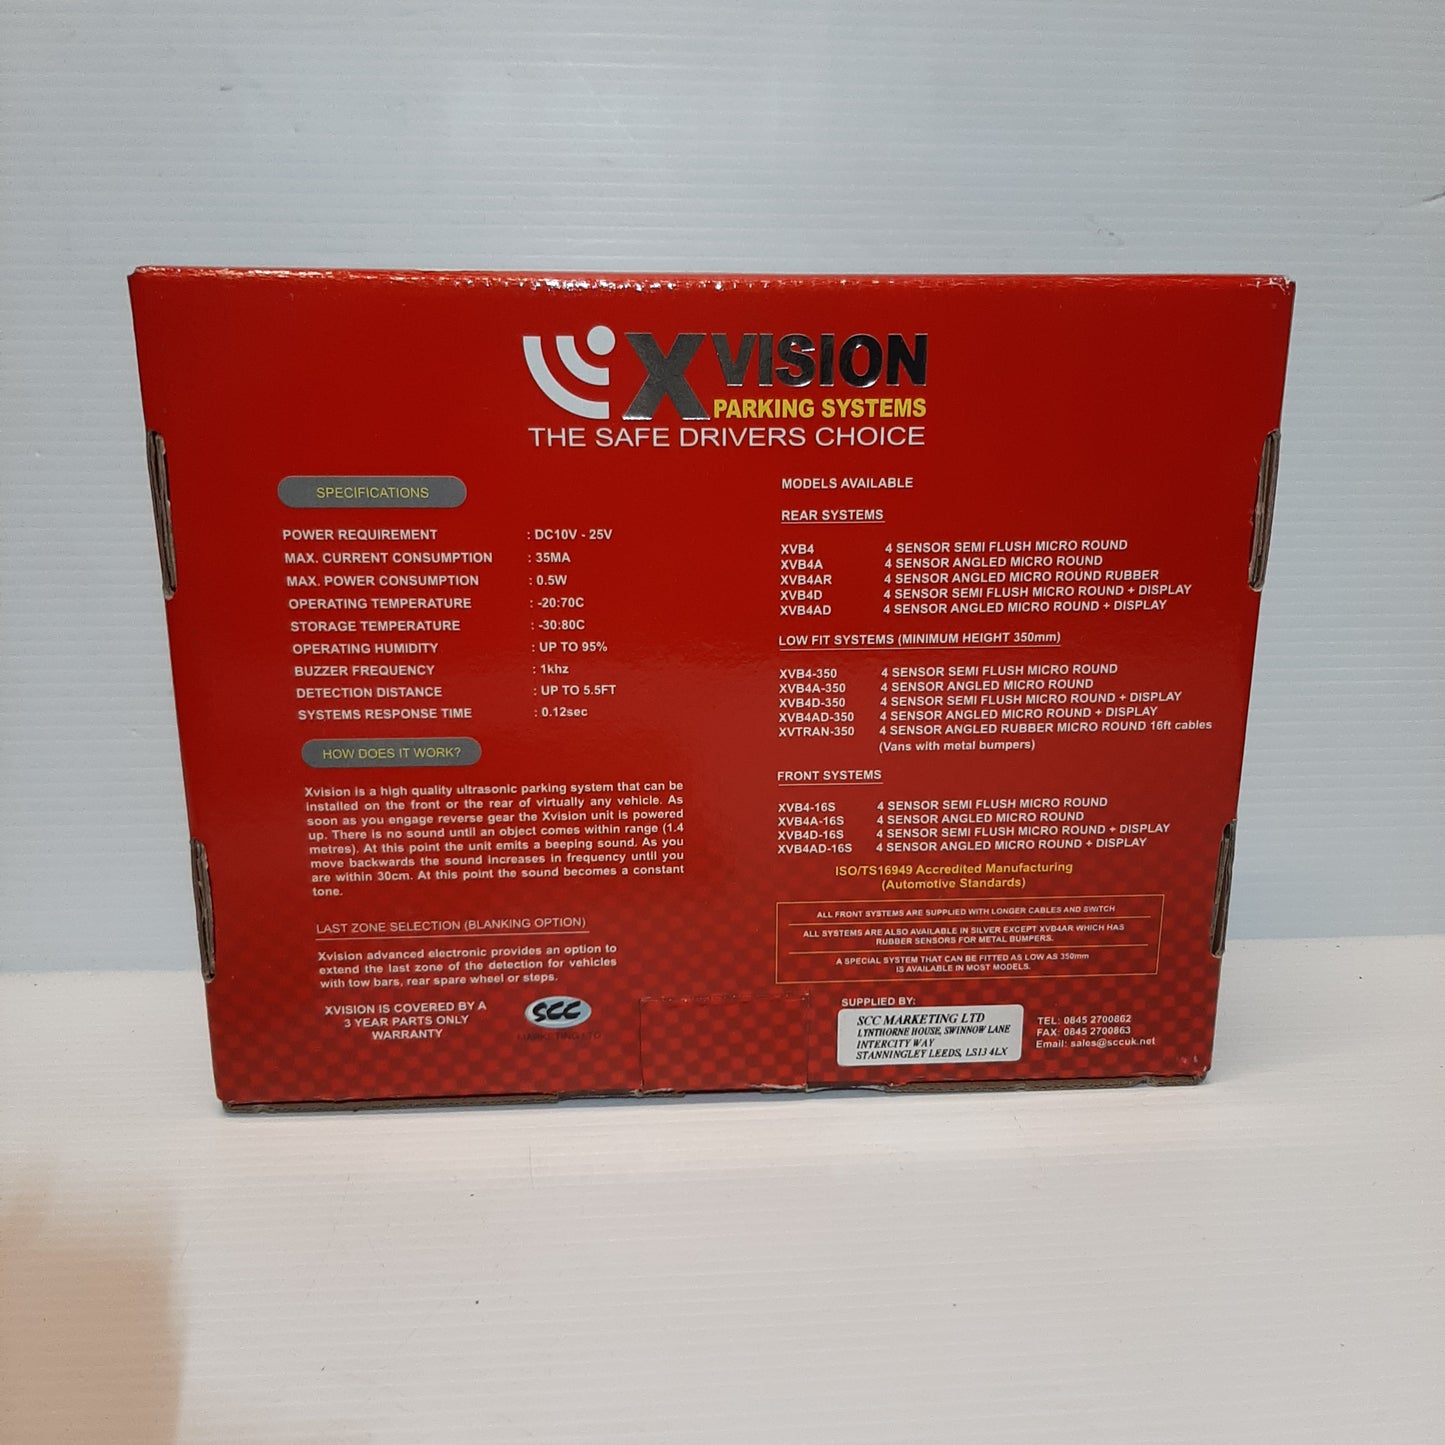 XVISION
PARKING SYSTEMS
THE SAFE DRIVERS CHOICE
SPECIFICATIONS
POWER REQUIREMENT : DC10V - 25V
MAX. CURRENT CONSUMPTION : 35MA
MAX. POWER CONSUMPTION : 0.5W
OPERATING TEMPERATURE : -20:70C
STORAGE TEMPERATURE : -30:80C
OPERATING HUMIDITY : UP TO 95%
BUZZER FREQUENCY : 1khz
DETECTION DISTANCE : UP TO 5.5FT
SYSTEMS RESPONSE TIME : 0.12sec
HOW DOES IT WORK?
Xvision is a high quality ultrasonic parking system that can be
installed on the front or the rear of virtually any vehicle. As
soon as you engage reverse gear the Xvision unit is powered
up. There is no sound until an object comes within range (1.4
metres). At this point the unit emits a beeping sound. As you
move backwards the sound increases in frequency until you
are within 30cm. At this point the sound becomes a constant
tone.
LAST ZONE SELECTION (BLANKING OPTION)
Xvision advanced electronic provides an option to
extend the last zone of the detection for vehicles
with tow bars, rear spare wheel or steps.
XVISION IS COVERED BY A
3 YEAR PARTS ONLY
WARRANTY
SCC
MARKETING LTD
MODELS AVAILABLE
REAR SYSTEMS
XVB4 4 SENSOR SEMI FLUSH MICRO ROUND
XVB4A 4 SENSOR ANGLED MICRO ROUND
XVB4AR 4 SENSOR ANGLED MICRO ROUND RUBBER
XVB4D 4 SENSOR SEMI FLUSH MICRO ROUND + DISPLAY
XVB4AD 4 SENSOR ANGLED MICRO ROUND + DISPLAY
LOW FIT SYSTEMS (MINIMUM HEIGHT 350mm)
XVB4-350 4 SENSOR SEMI FLUSH MICRO ROUND
XVB4A-350 4 SENSOR ANGLED MICRO ROUND
XVB4D-350 4 SENSOR SEMI FLUSH MICRO ROUND + DISPLAY
XVB4AD-350 4 SENSOR ANGLED MICRO ROUND + DISPLAY
XVTRAN-350 4 SENSOR ANGLED RUBBER MICRO ROUND 16ft cables
(Vans with metal bumpers)
FRONT SYSTEMS
XVB4-16S 4 SENSOR SEMI FLUSH MICRO ROUND
XVB4A-16S 4 SENSOR ANGLED MICRO ROUND
XVB4D-16S 4 SENSOR SEMI FLUSH MICRO ROUND + DISPLAY
XVB4AD-16S 4 SENSOR ANGLED MICRO ROUND + DISPLAY
ISO/TS16949 Accredited Manufacturing
(Automotive Standards)
ALL FRONT SYSTEMS ARE SUPPLIED WITH LONGER CABLES AND SWITCH
ALL SYSTEMS ARE ALSO AVAILABLE IN SILVER EXCEPT XVB4AR WHICH HAS
RUBBER SENSORS FOR METAL BUMPERS.
A SPECIAL SYSTEM THAT CAN BE FITTED AS LOW AS 350mm
IS AVAILABLE IN MOST MODELS.
SUPPLIED BY:
SCC MARKETING LTD
LYNTHORNE HOUSE, SWINNOW LANE
INTERCITY WAY
STANNINGLEY LEEDS, LS13 4LX
TEL: 0845 2700862
FAX: 0845 2700863
Email: sales@sccuk.net